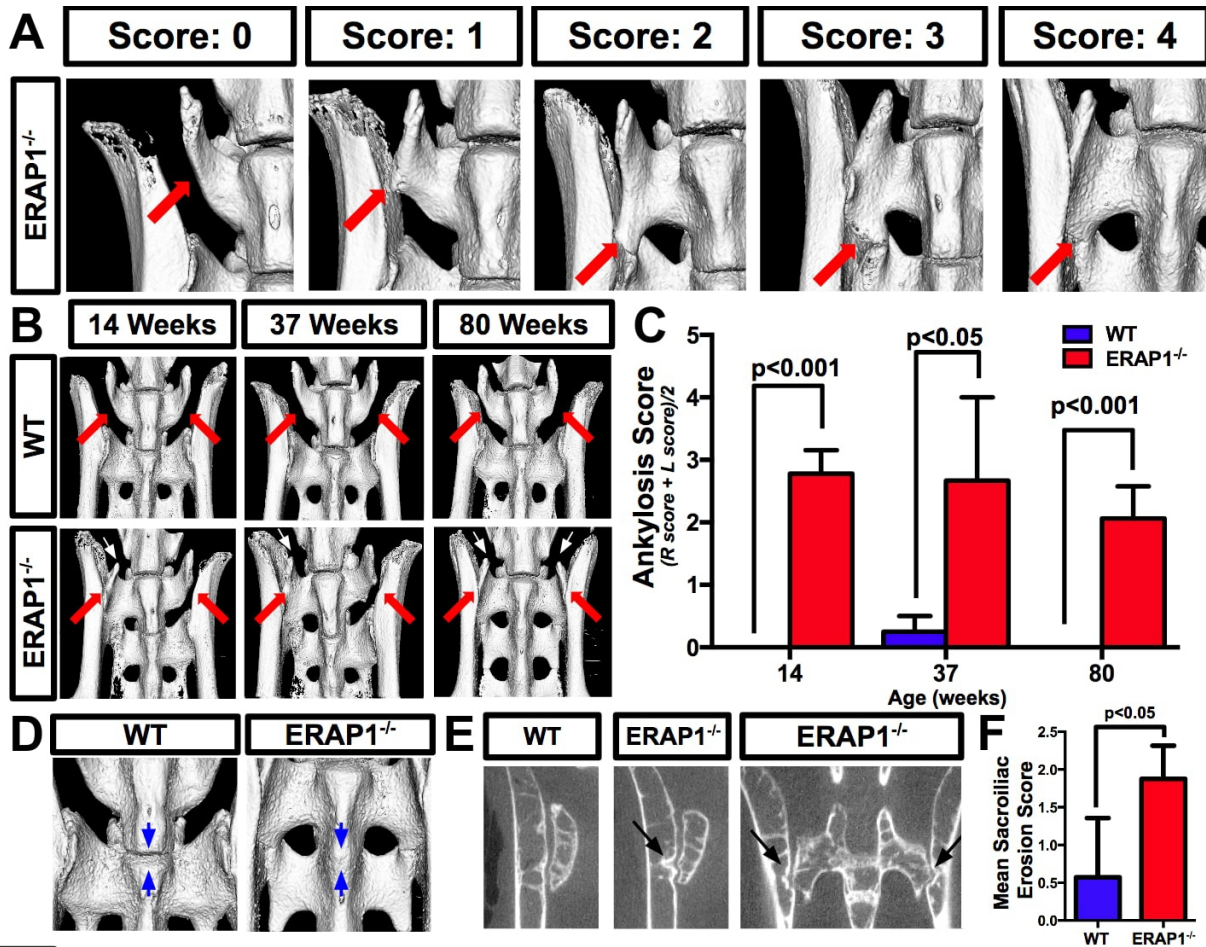 A
Score: 0
Score: 1
Score: 2
Score: 3
Score: 4
ERAP1-/-
B
14 Weeks
37 Weeks
80 Weeks
WT
ERAP1-/-
C
WT
ERAP1-/-
p<0.001
p<0.05
p<0.001
Ankylosis Score
(R score + L score)/2
5
4
3
2
1
0
14
37
80
Age (weeks)
D
WT
ERAP1-/-
E
WT
ERAP1-/-
ERAP1-/-
F
p<0.05
Mean Sacroiliac
Erosion Score
2.5
2.0
1.5
1.0
0.5
0.0
WT
ERAP1-/-